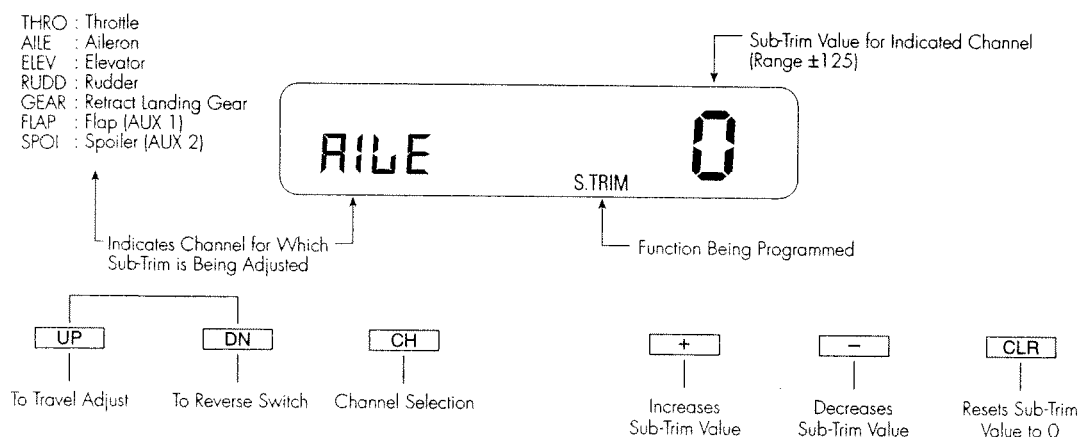 THRO : Throttle
AILE : Aileron
ELEV : Elevator
RUDD : Rudder
GEAR : Retract Landing Gear
FLAP : Flap (AUX 1)
SPOI : Spoiler (AUX 2)
Sub-Trim Value for Indicated Channel
(Range ±125)
AILE
S.TRIM
0
Indicates Channel for Which
Sub-Trim is Being Adjusted
Function Being Programmed
UP
DN
CH
+
−
CLR
To Travel Adjust
To Reverse Switch
Channel Selection
Increases
Sub-Trim Value
Decreases
Sub-Trim Value
Resets Sub-Trim
Value to 0